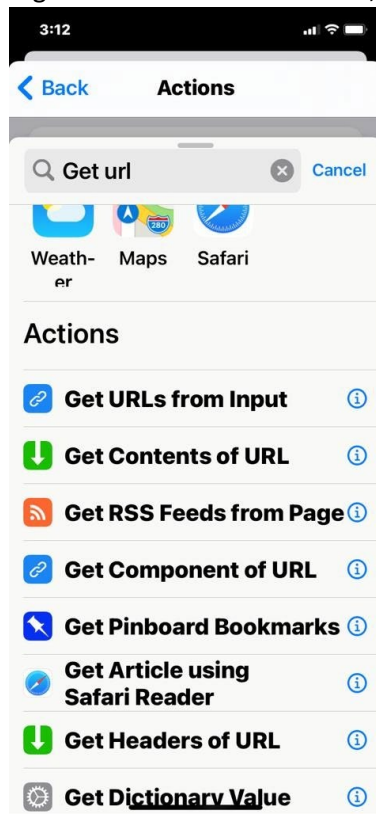 3:12
Back
Actions
Get url
Cancel
Weath-
er
Maps
Safari
280
Actions
Get URLs from Input
Get Contents of URL
Get RSS Feeds from Page
Get Component of URL
Get Pinboard Bookmarks
Get Article using
Safari Reader
Get Headers of URL
Get Dictionary Value